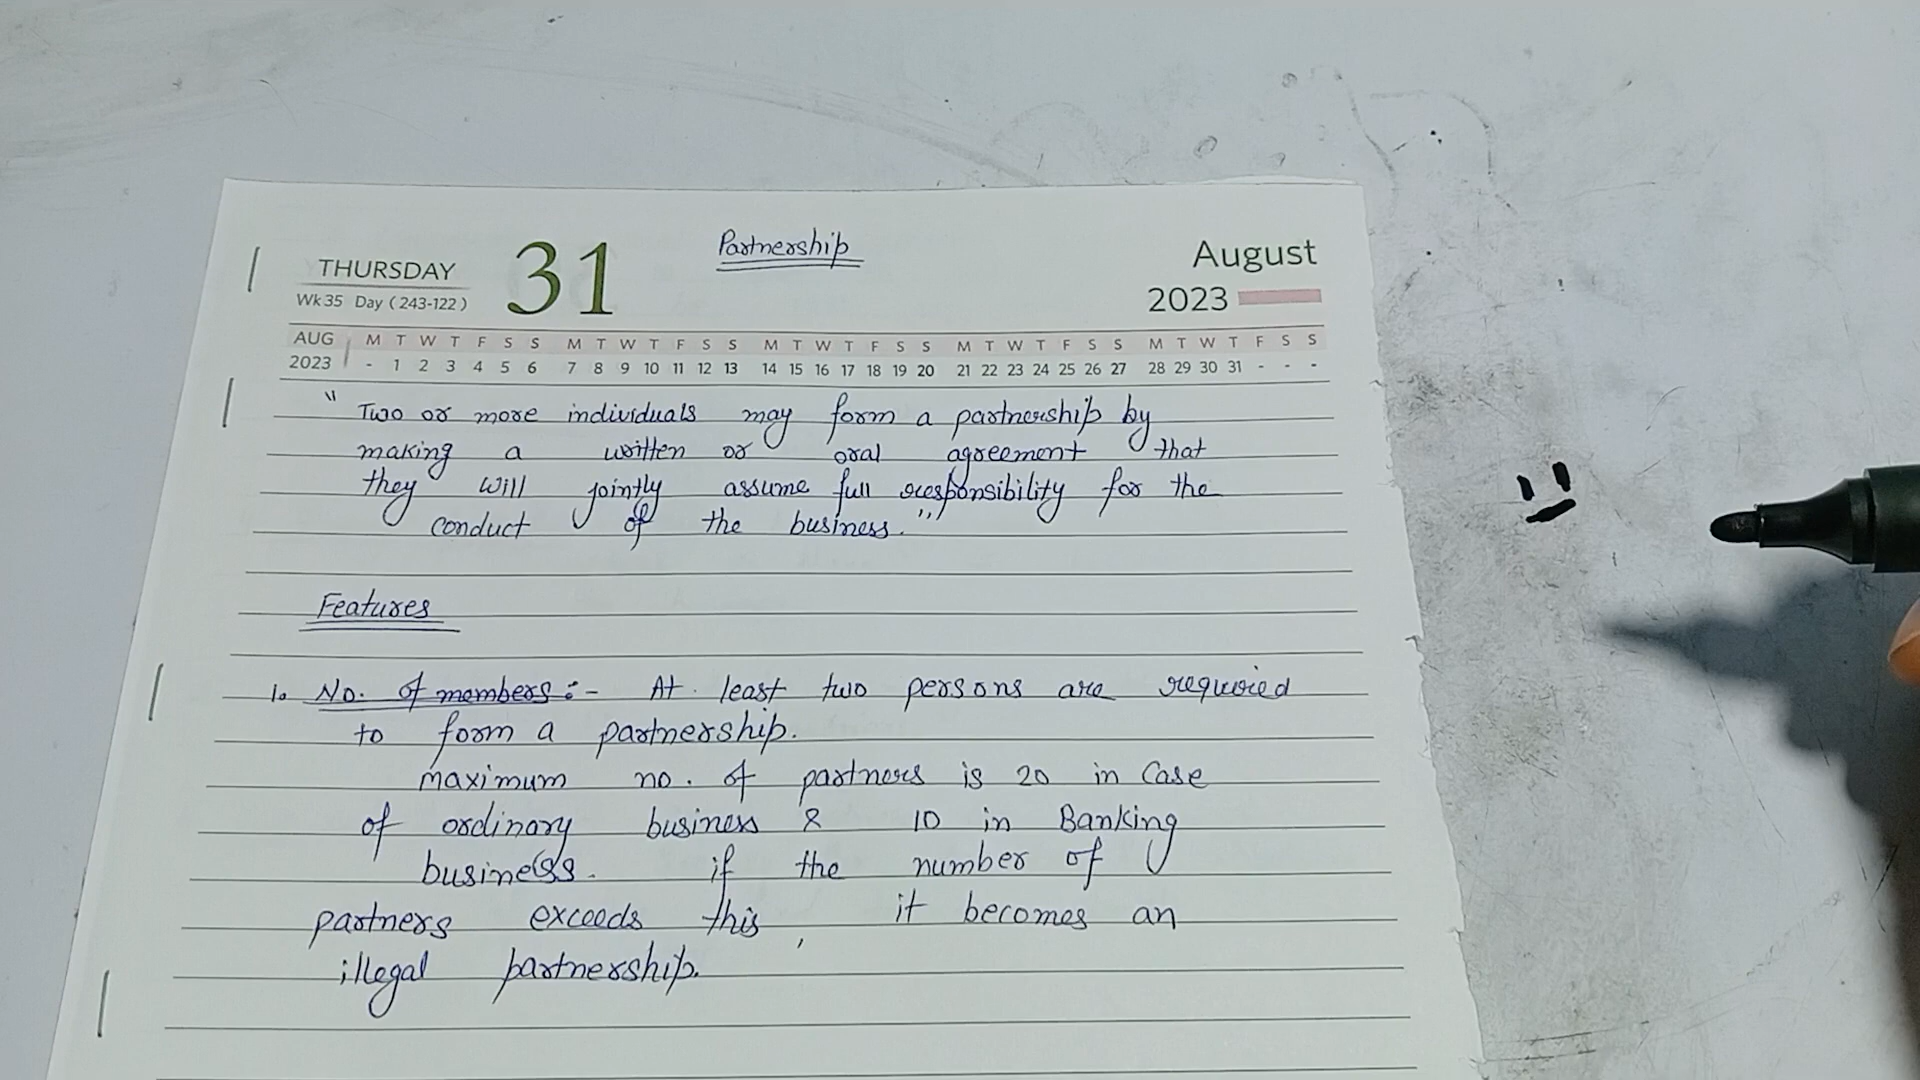 Partnership
THURSDAY 31 August
Wk 35 Day (243-122) 2023
AUG M T W T F S S M T W T F S S M T W T F S S M T W T F S S M T W T F S S
2023 - 1 2 3 4 5 6 7 8 9 10 11 12 13 14 15 16 17 18 19 20 21 22 23 24 25 26 27 28 29 30 31 - - -
"Two or more individuals may form a partnership by
making a written or oral agreement that
they will jointly assume full responsibility for the
conduct of the business."
Features
1. No. of members :- At least two persons are required
to form a partnership.
maximum no. of partners is 20 in Case
of ordinary business & 10 in Banking
business. if the number of
partners exceeds this, it becomes an
illegal partnership.